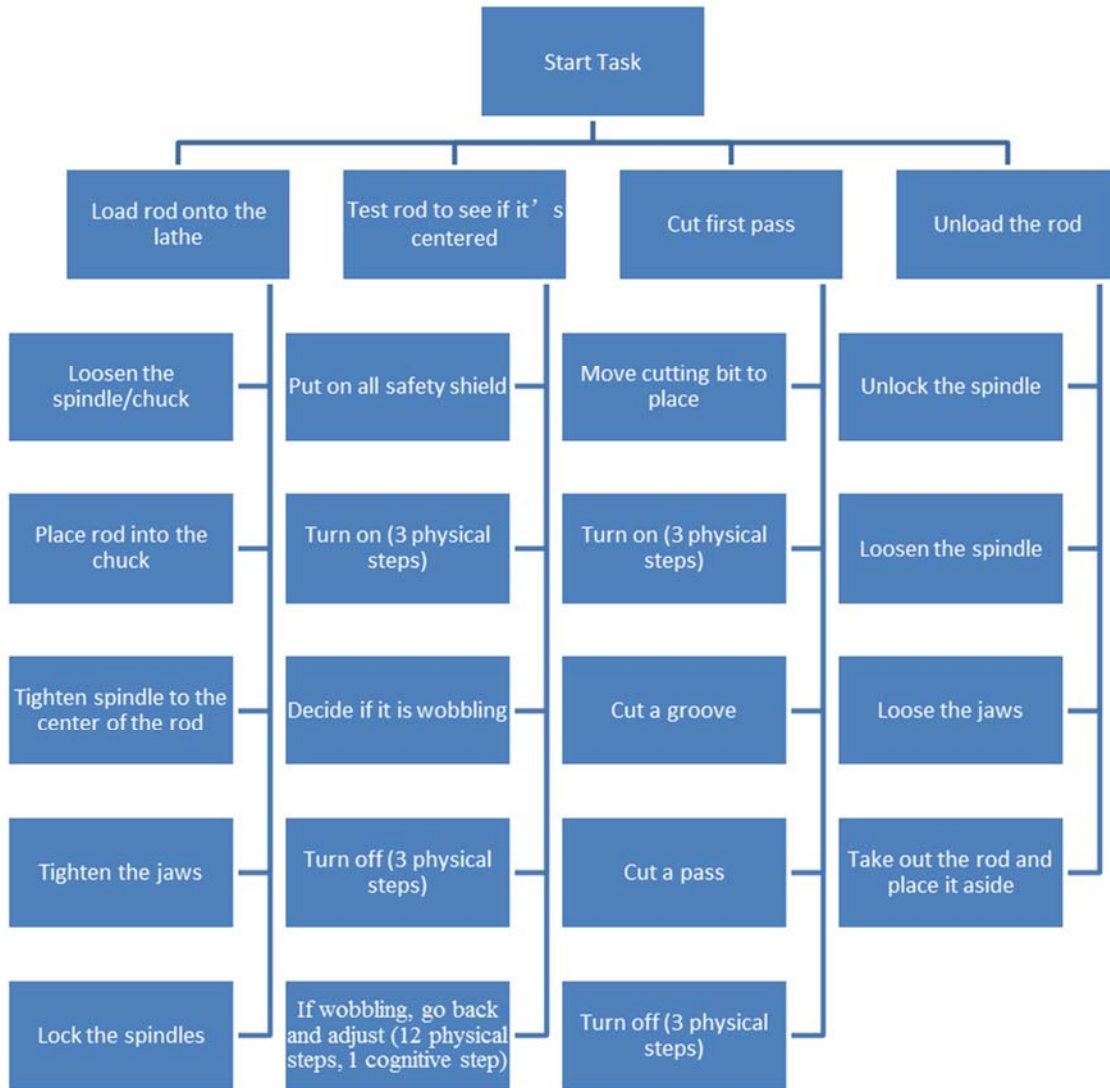 Start Task
Load rod onto the
lathe
Loosen the
spindle/chuck
Place rod into the
chuck
Tighten spindle to the
center of the rod
Tighten the jaws
Lock the spindles
Test rod to see if it’s
centered
Put on all safety shield
Turn on (3 physical
steps)
Decide if it is wobbling
Turn off (3 physical
steps)
If wobbling, go back
and adjust (12 physical
steps, 1 cognitive step)
Cut first pass
Move cutting bit to
place
Turn on (3 physical
steps)
Cut a groove
Cut a pass
Turn off (3 physical
steps)
Unload the rod
Unlock the spindle
Loosen the spindle
Loose the jaws
Take out the rod and
place it aside